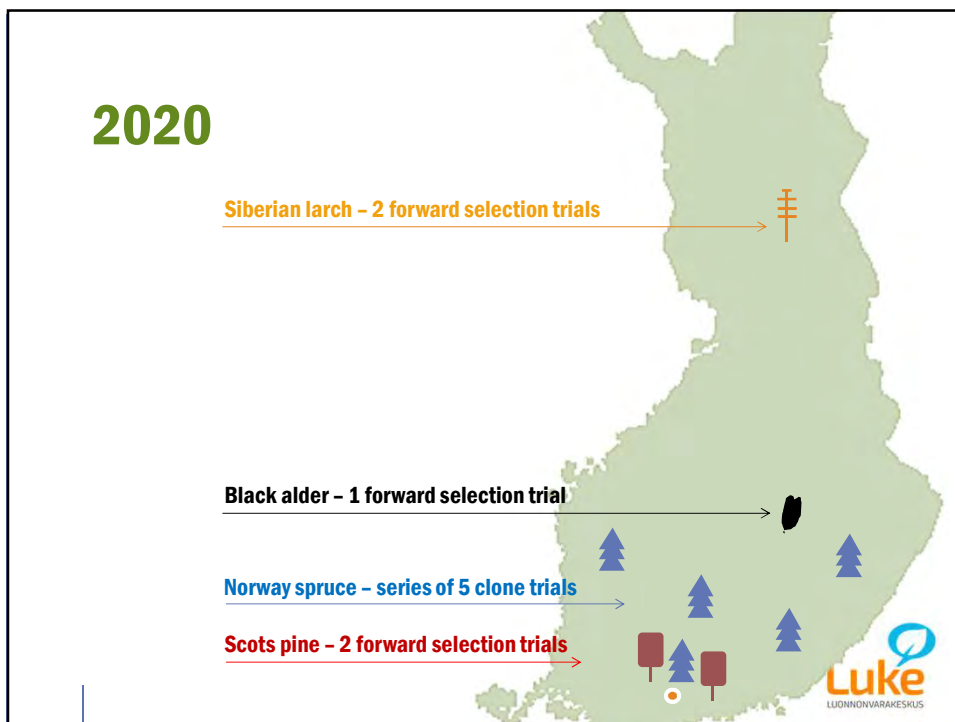 2020
Siberian larch – 2 forward selection trials
Black alder – 1 forward selection trial
Norway spruce – series of 5 clone trials
Scots pine – 2 forward selection trials
Luke
LUONNONVARAKESKUS